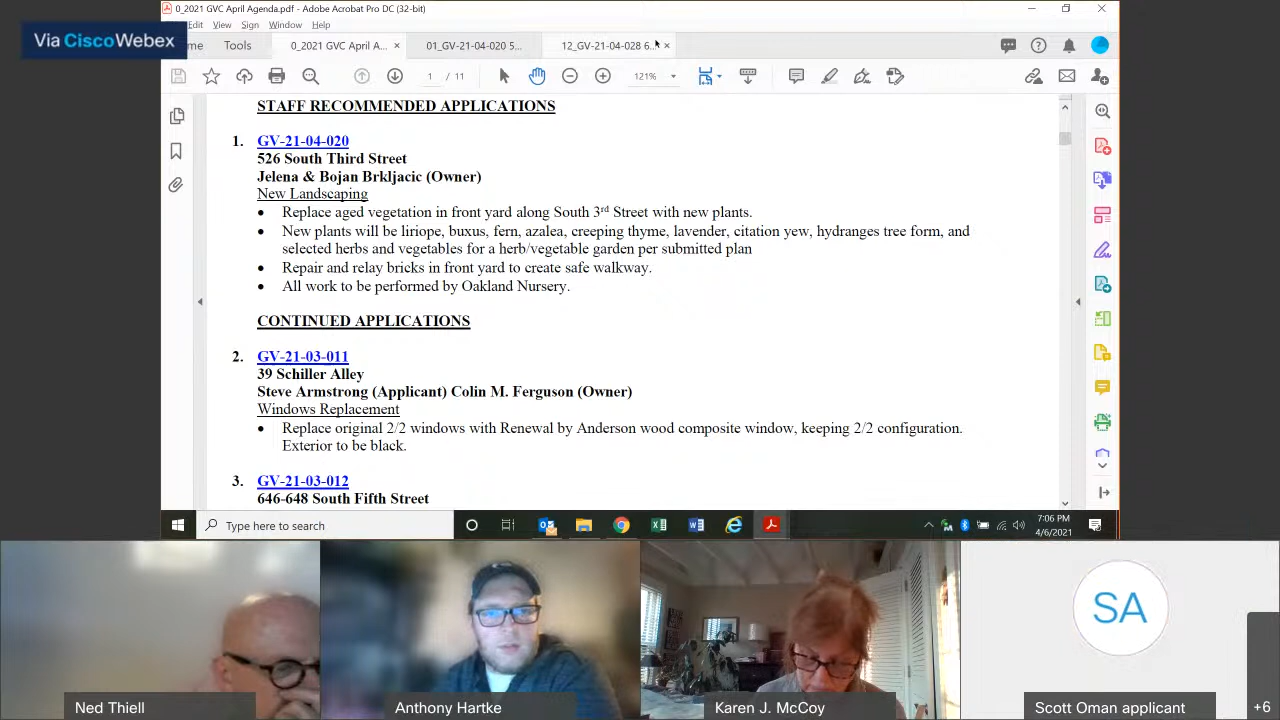 0_2021 GVC April Agenda.pdf - Adobe Acrobat Pro DC (32-bit)
View Sign Window Help
Via CiscoWebex
Tools
0_2021 GVC April A... ×
01_GV-21-04-020 5...
12_GV-21-04-028 6... ×
1 / 11
121%
STAFF RECOMMENDED APPLICATIONS
1. GV-21-04-020
526 South Third Street
Jelena & Bojan Brkljacic (Owner)
New Landscaping
• Replace aged vegetation in front yard along South 3rd Street with new plants.
• New plants will be liriope, buxus, fern, azalea, creeping thyme, lavender, citation yew, hydranges tree form, and
selected herbs and vegetables for a herb/vegetable garden per submitted plan
• Repair and relay bricks in front yard to create safe walkway.
• All work to be performed by Oakland Nursery.
CONTINUED APPLICATIONS
2. GV-21-03-011
39 Schiller Alley
Steve Armstrong (Applicant) Colin M. Ferguson (Owner)
Windows Replacement
• Replace original 2/2 windows with Renewal by Anderson wood composite window, keeping 2/2 configuration.
Exterior to be black.
3. GV-21-03-012
646-648 South Fifth Street
Type here to search
7:06 PM
4/6/2021
SA
Ned Thiell
Anthony Hartke
Karen J. McCoy
Scott Oman applicant
+6